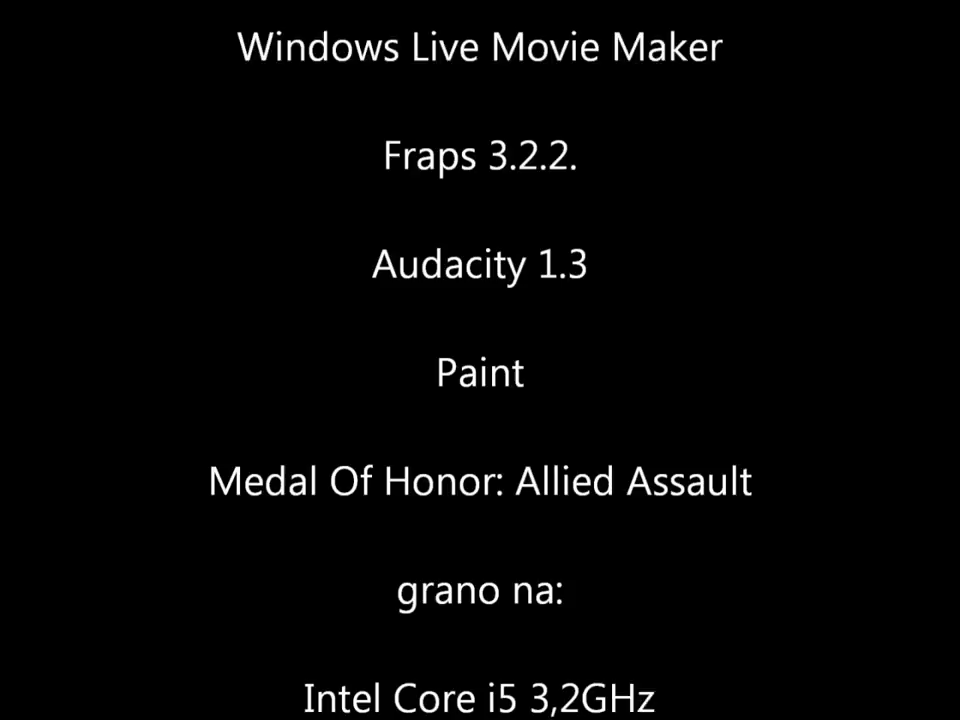 Windows Live Movie Maker
Fraps 3.2.2.
Audacity 1.3
Paint
Medal Of Honor: Allied Assault
grano na:
Intel Core i5 3,2GHz